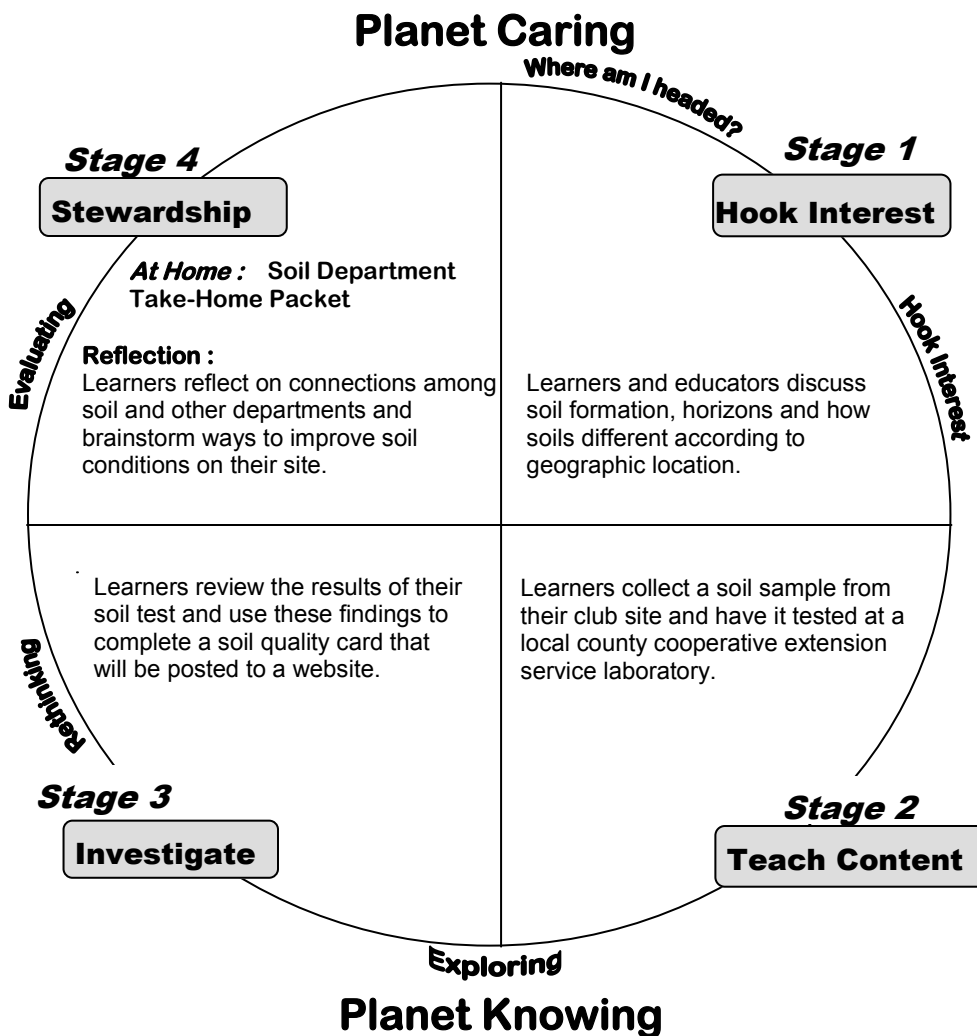 Planet Caring
Where am I headed?
Stage 1
Hook Interest
Hook Interest
Learners and educators discuss
soil formation, horizons and how
soils different according to
geographic location.
Stage 2
Teach Content
Learners collect a soil sample from
their club site and have it tested at a
local county cooperative extension
service laboratory.
Exploring
Stage 3
Investigate
Learners review the results of their
soil test and use these findings to
complete a soil quality card that
will be posted to a website.
Rethinking
Stage 4
Stewardship
At Home : Soil Department
Take-Home Packet
Reflection :
Learners reflect on connections among
soil and other departments and
brainstorm ways to improve soil
conditions on their site.
Evaluating
Planet Knowing